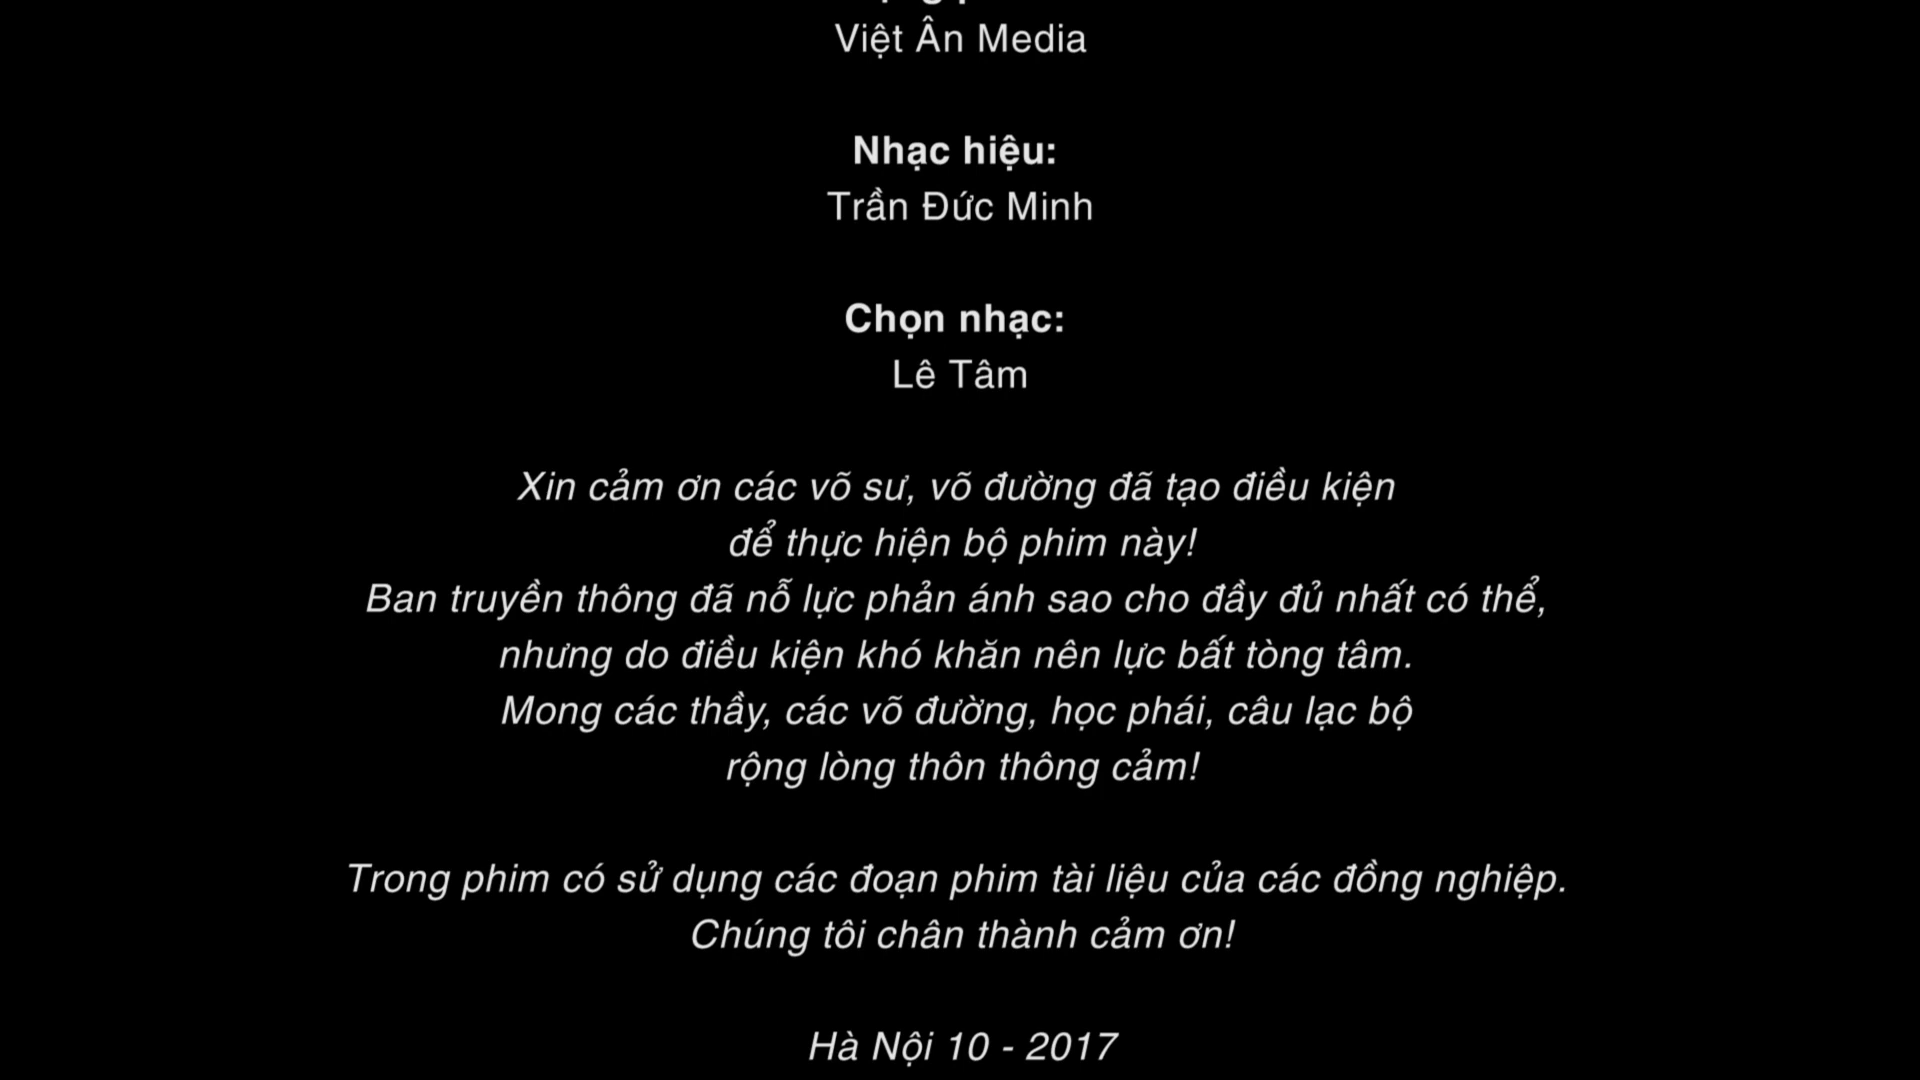 Việt Ân Media
Nhạc hiệu:
Trần Đức Minh
Chọn nhạc:
Lê Tâm
Xin cảm ơn các võ sư, võ đường đã tạo điều kiện
để thực hiện bộ phim này!
Ban truyền thông đã nỗ lực phản ánh sao cho đầy đủ nhất có thể,
nhưng do điều kiện khó khăn nên lực bất tòng tâm.
Mong các thầy, các võ đường, học phái, câu lạc bộ
rộng lòng thôn thông cảm!
Trong phim có sử dụng các đoạn phim tài liệu của các đồng nghiệp.
Chúng tôi chân thành cảm ơn!
Hà Nội 10 - 2017